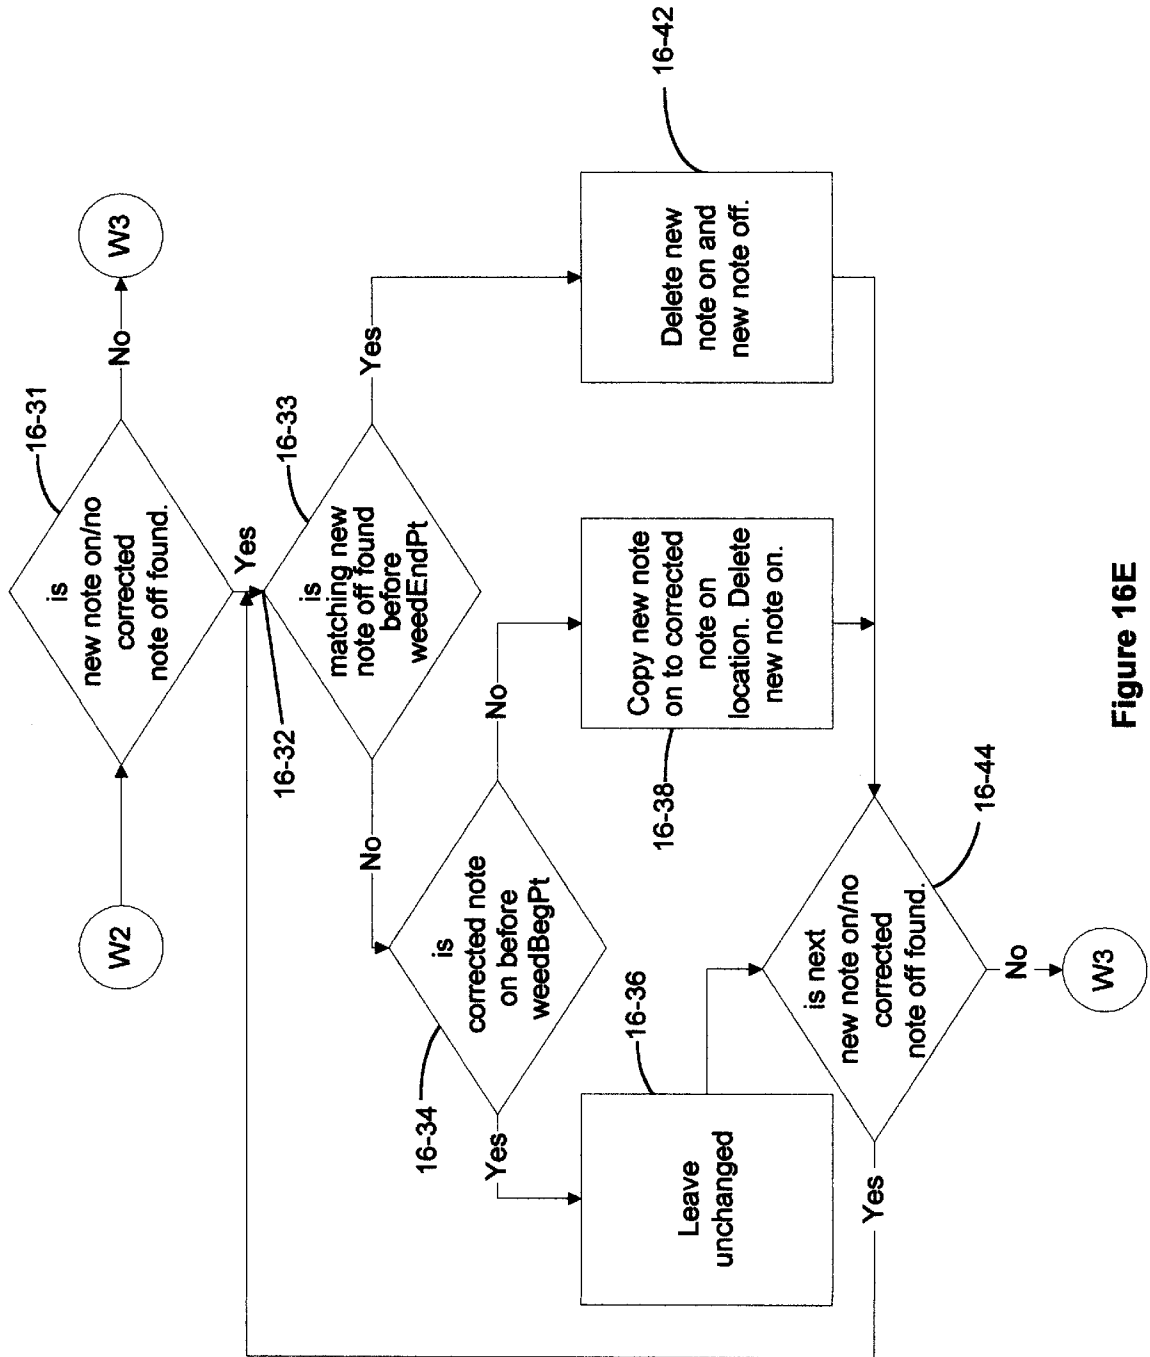 W2
is
new note on/no
corrected
note off found.
16-31
No
W3
Yes
16-32
is
matching new
note off found
before
weedEndPt
16-33
No
Yes
is
corrected note
on before
weedBegPt
16-34
Yes
No
Leave
unchanged
16-36
Copy new note
on to corrected
note on
location. Delete
new note on.
16-38
Delete new
note on and
new note off.
16-42
is next
new note on/no
corrected
note off found.
16-44
Yes
No
W3
Figure 16E